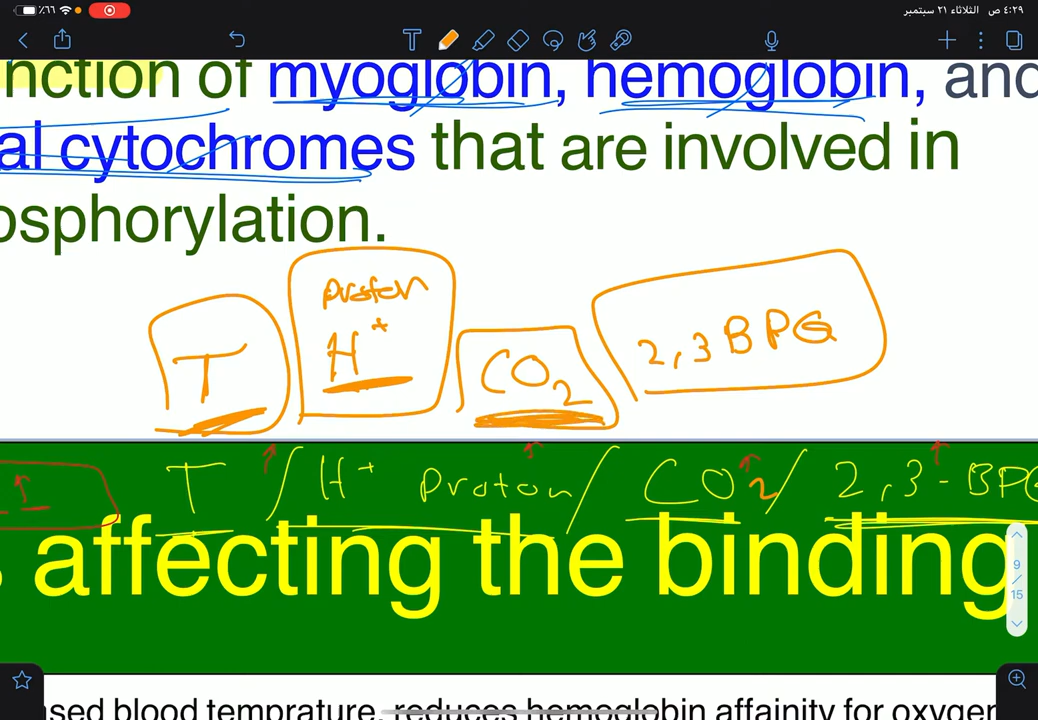 ٦٦٪ ٤:٢٩ ص الثلاثاء ٢١ سبتمبر
T
nction of myoglobin, hemoglobin, and
al cytochromes that are involved in
osphorylation.
T Proton H+ CO2 2,3 BPG
T / H+ Proton / CO2 / 2,3-BPG
s affecting the binding
9
/
15
ased blood temprature, reduces hemoglobin affainity for oxygen